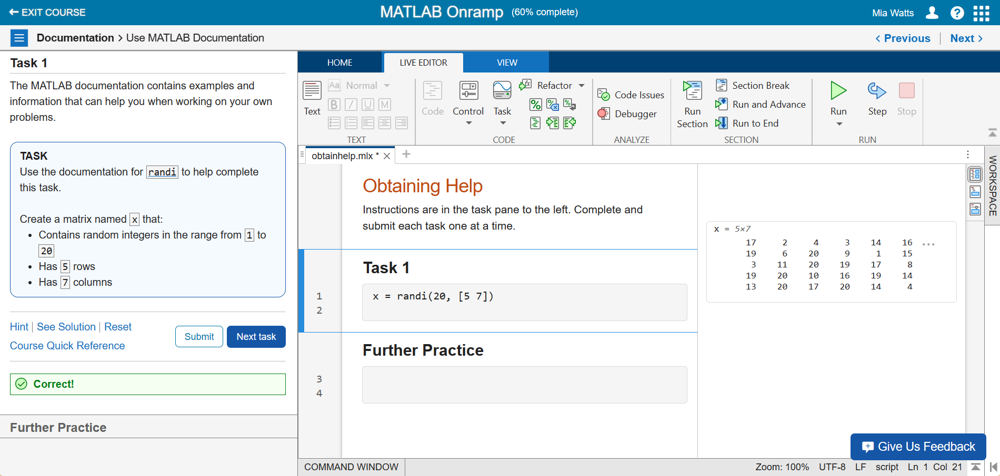 EXIT COURSE
MATLAB Onramp (60% complete)
Mia Watts
Documentation > Use MATLAB Documentation
< Previous
Next >
Task 1
The MATLAB documentation contains examples and
information that can help you when working on your own
problems.
TASK
Use the documentation for randi to help complete
this task.
Create a matrix named x that:
• Contains random integers in the range from 1 to
20
• Has 5 rows
• Has 7 columns
Hint | See Solution | Reset
Course Quick Reference
Submit
Next task
Correct!
Further Practice
HOME
LIVE EDITOR
VIEW
Text
Aa Normal
B I U M
TEXT
Code
Control
Task
Refactor
CODE
Code Issues
Debugger
ANALYZE
Run
Section
Section Break
Run and Advance
Run to End
SECTION
Run
Step
Stop
RUN
obtainhelp.mlx *
WORKSPACE
Obtaining Help
Instructions are in the task pane to the left. Complete and
submit each task one at a time.
Task 1
1 x = randi(20, [5 7])
2
Further Practice
3
4
x = 5×7
17 2 4 3 14 16 ...
19 6 20 9 1 15
3 11 20 19 17 8
19 20 10 16 19 14
13 20 17 20 14 4
Give Us Feedback
COMMAND WINDOW
Zoom: 100% UTF-8 LF script Ln 1 Col 21